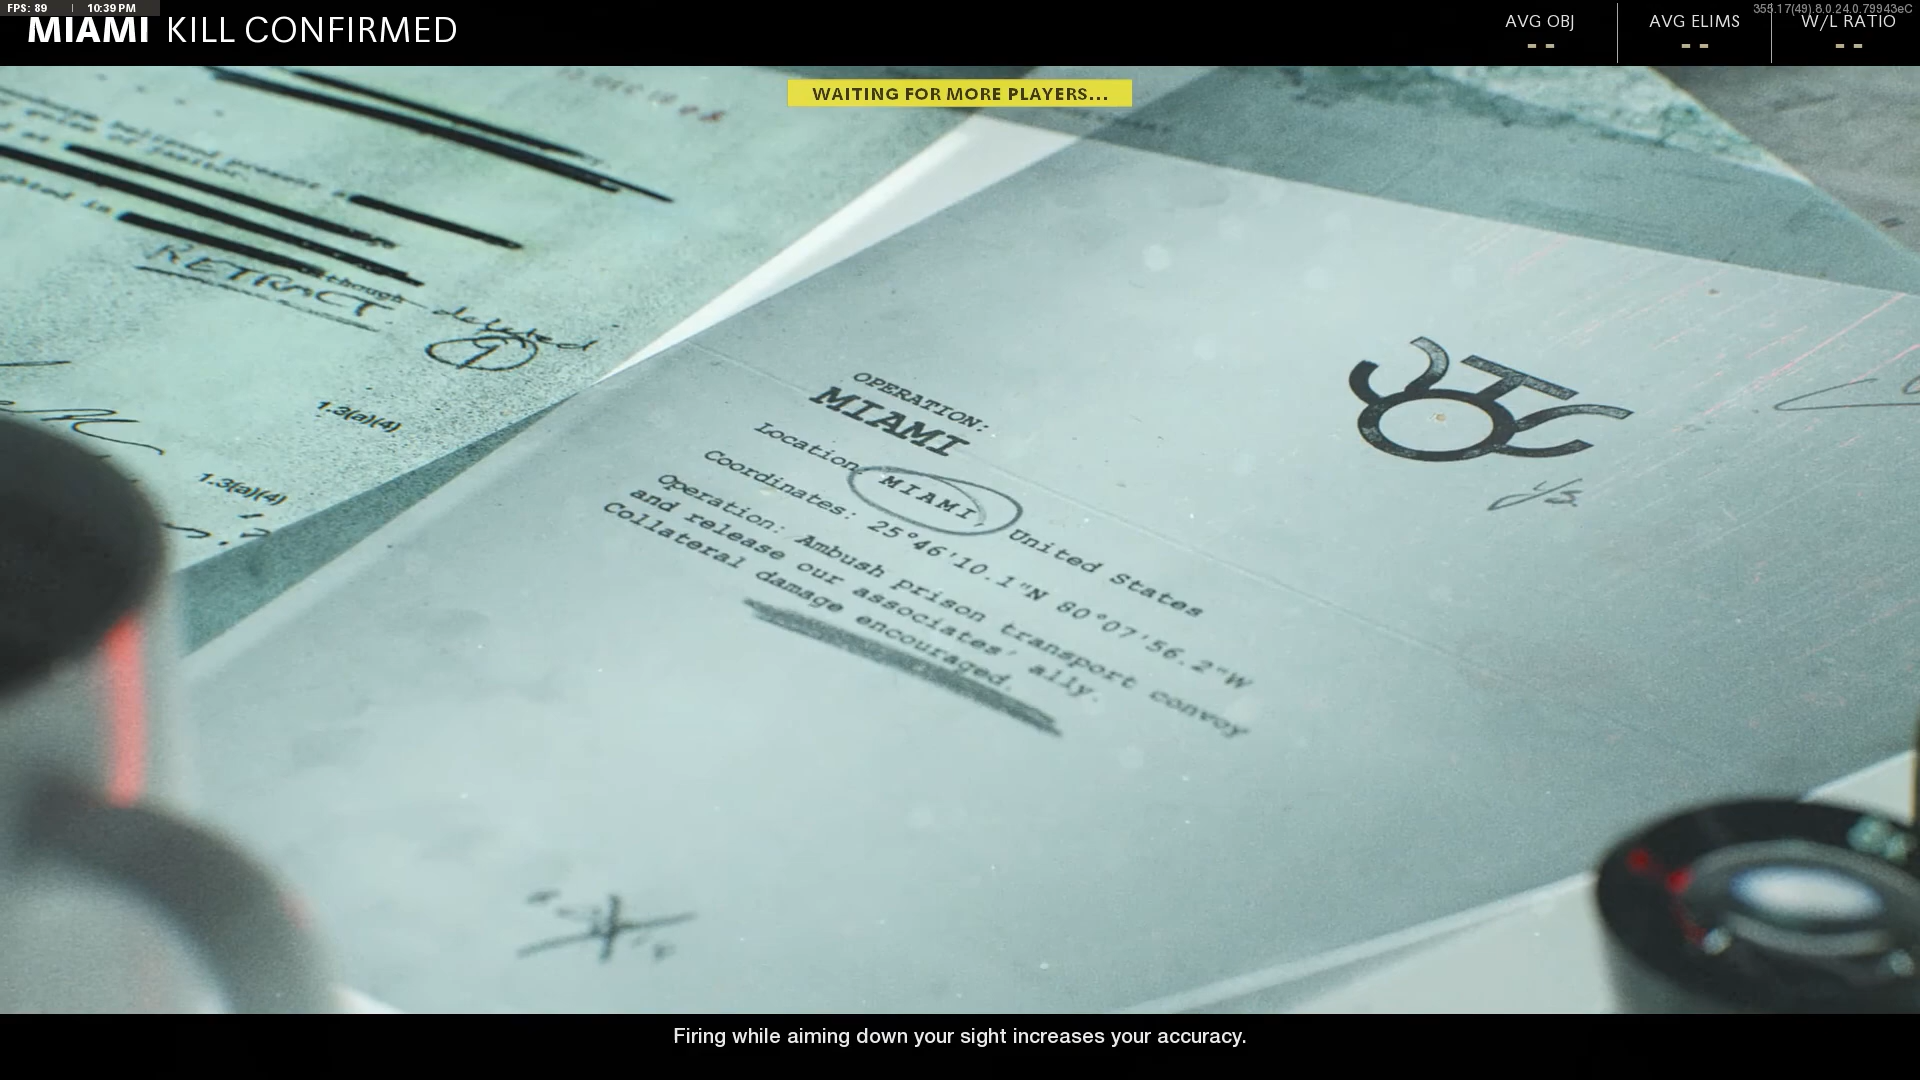 FPS: 89 | 10:39 PM
355.17(49).8.0.24.0.79943eC
MIAMI KILL CONFIRMED
AVG OBJ
--
AVG ELIMS
--
W/L RATIO
--
WAITING FOR MORE PLAYERS...
RETRACT
though
deleted
1.3(a)(4)
1.3(a)(4)
OPERATION:
MIAMI
Location: MIAMI United States
Coordinates: 25°46'10.1"N 80°07'56.2"W
Operation: Ambush prison transport convoy
and release our associates' ally.
Collateral damage encouraged.
Firing while aiming down your sight increases your accuracy.